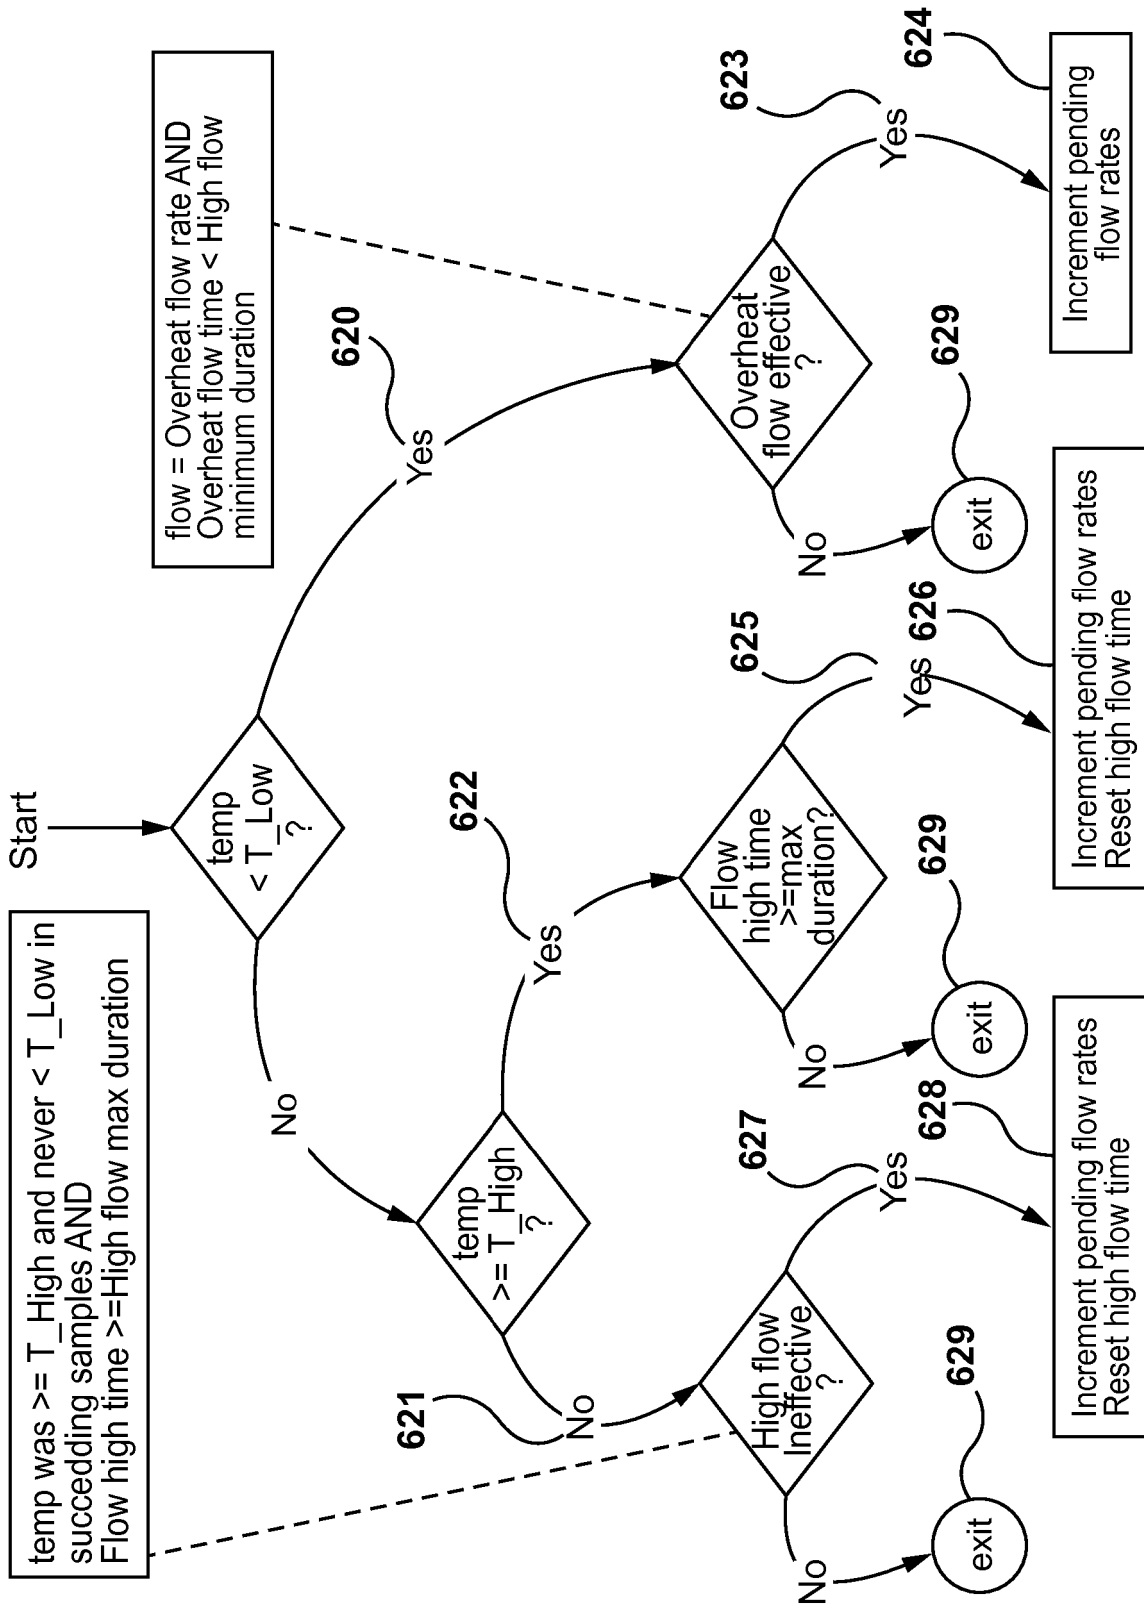 Start
temp was >= T_High and never < T_Low in
succedding samples AND
Flow high time >=High flow max duration
flow = Overheat flow rate AND
Overheat flow time < High flow
minimum duration
temp
< T_Low
?
No
Yes
620
temp
>= T_High
?
621
No
Yes
622
High flow
Ineffective
?
Flow
high time
>=max
duration?
Overheat
flow effective
?
No
Yes
627
No
Yes
625
No
Yes
623
exit
629
exit
629
exit
629
Increment pending flow rates
Reset high flow time
628
Increment pending flow rates
Reset high flow time
626
Increment pending
flow rates
624